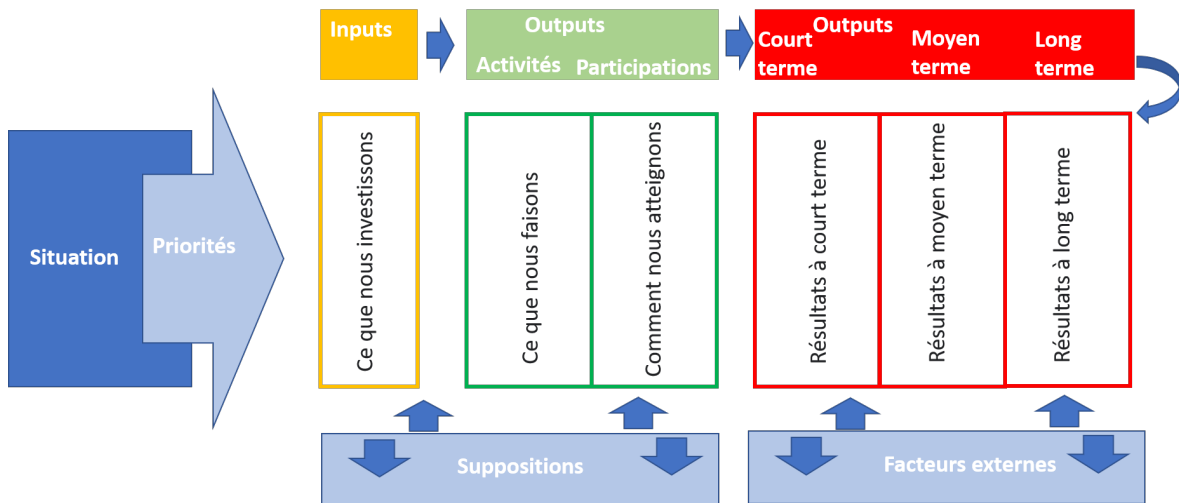 Inputs
Outputs
Activités
Participations
Outputs
Court
terme
Moyen
terme
Long
terme
Situation
Priorités
Ce que nous investissons
Ce que nous faisons
Comment nous atteignons
Résultats à court terme
Résultats à moyen terme
Résultats à long terme
Suppositions
Facteurs externes